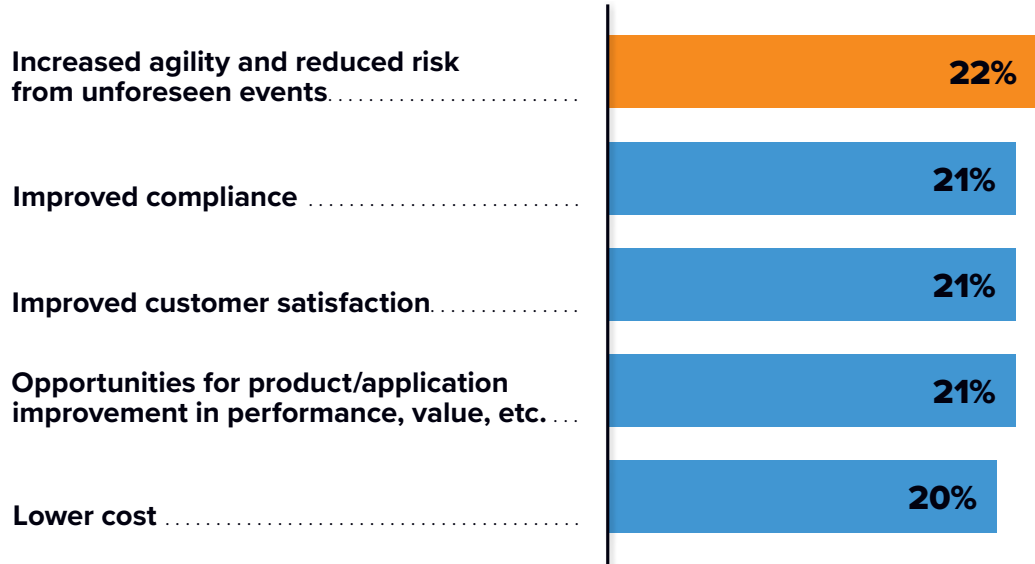 Increased agility and reduced risk
from unforeseen events
22%
Improved compliance
21%
Improved customer satisfaction
21%
Opportunities for product/application
improvement in performance, value, etc.
21%
Lower cost
20%